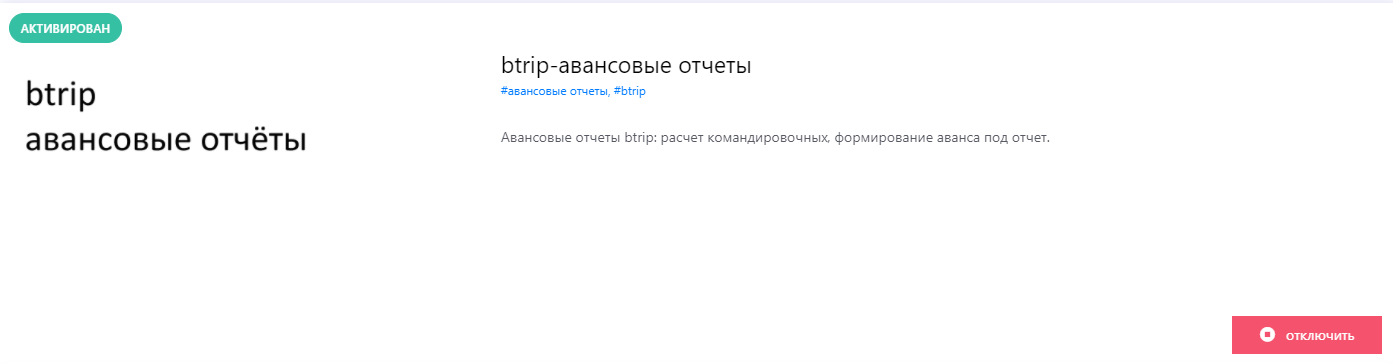 АКТИВИРОВАН
btrip
авансовые отчёты
btrip-авансовые отчеты
#авансовые отчеты, #btrip
Авансовые отчеты btrip: расчет командировочных, формирование аванса под отчет.
ОТКЛЮЧИТЬ